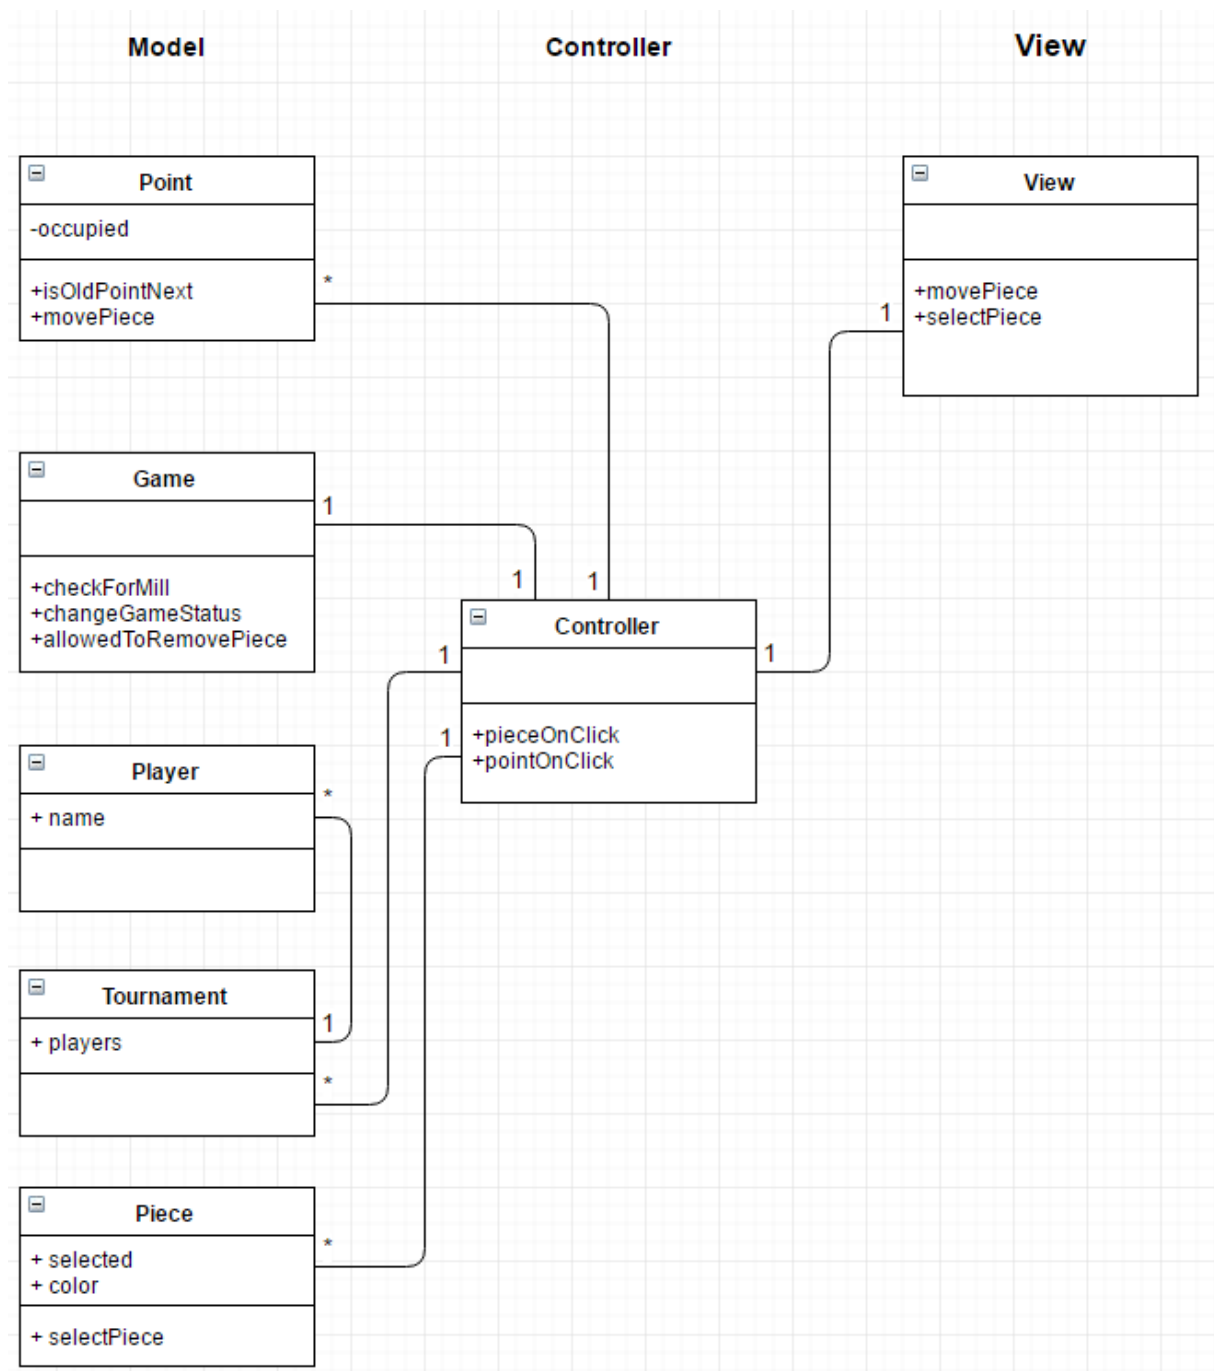 Model
Controller
View
Point
-occupied
+isOldPointNext
+movePiece
*
View
+movePiece
+selectPiece
1
Game
+checkForMill
+changeGameStatus
+allowedToRemovePiece
1
1
1
Controller
+pieceOnClick
+pointOnClick
1
1
1
Player
+ name
*
Tournament
+ players
1
*
Piece
+ selected
+ color
+ selectPiece
*